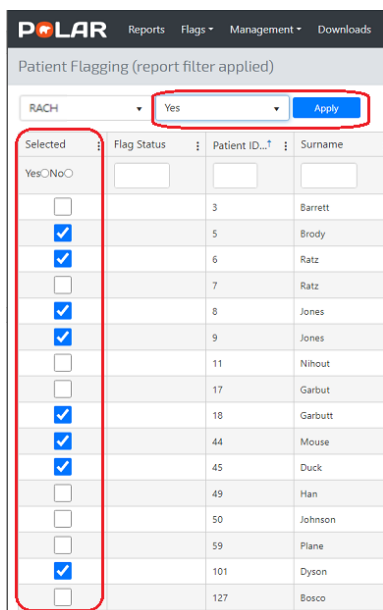 POLAR Reports Flags Management Downloads
Patient Flagging (report filter applied)
RACH Yes Apply
Selected Flag Status Patient ID... Surname
Yes No
3 Barrett
5 Brody
6 Ratz
7 Ratz
8 Jones
9 Jones
11 Nihout
17 Garbut
18 Garbutt
44 Mouse
45 Duck
49 Han
50 Johnson
59 Plane
101 Dyson
127 Bosco